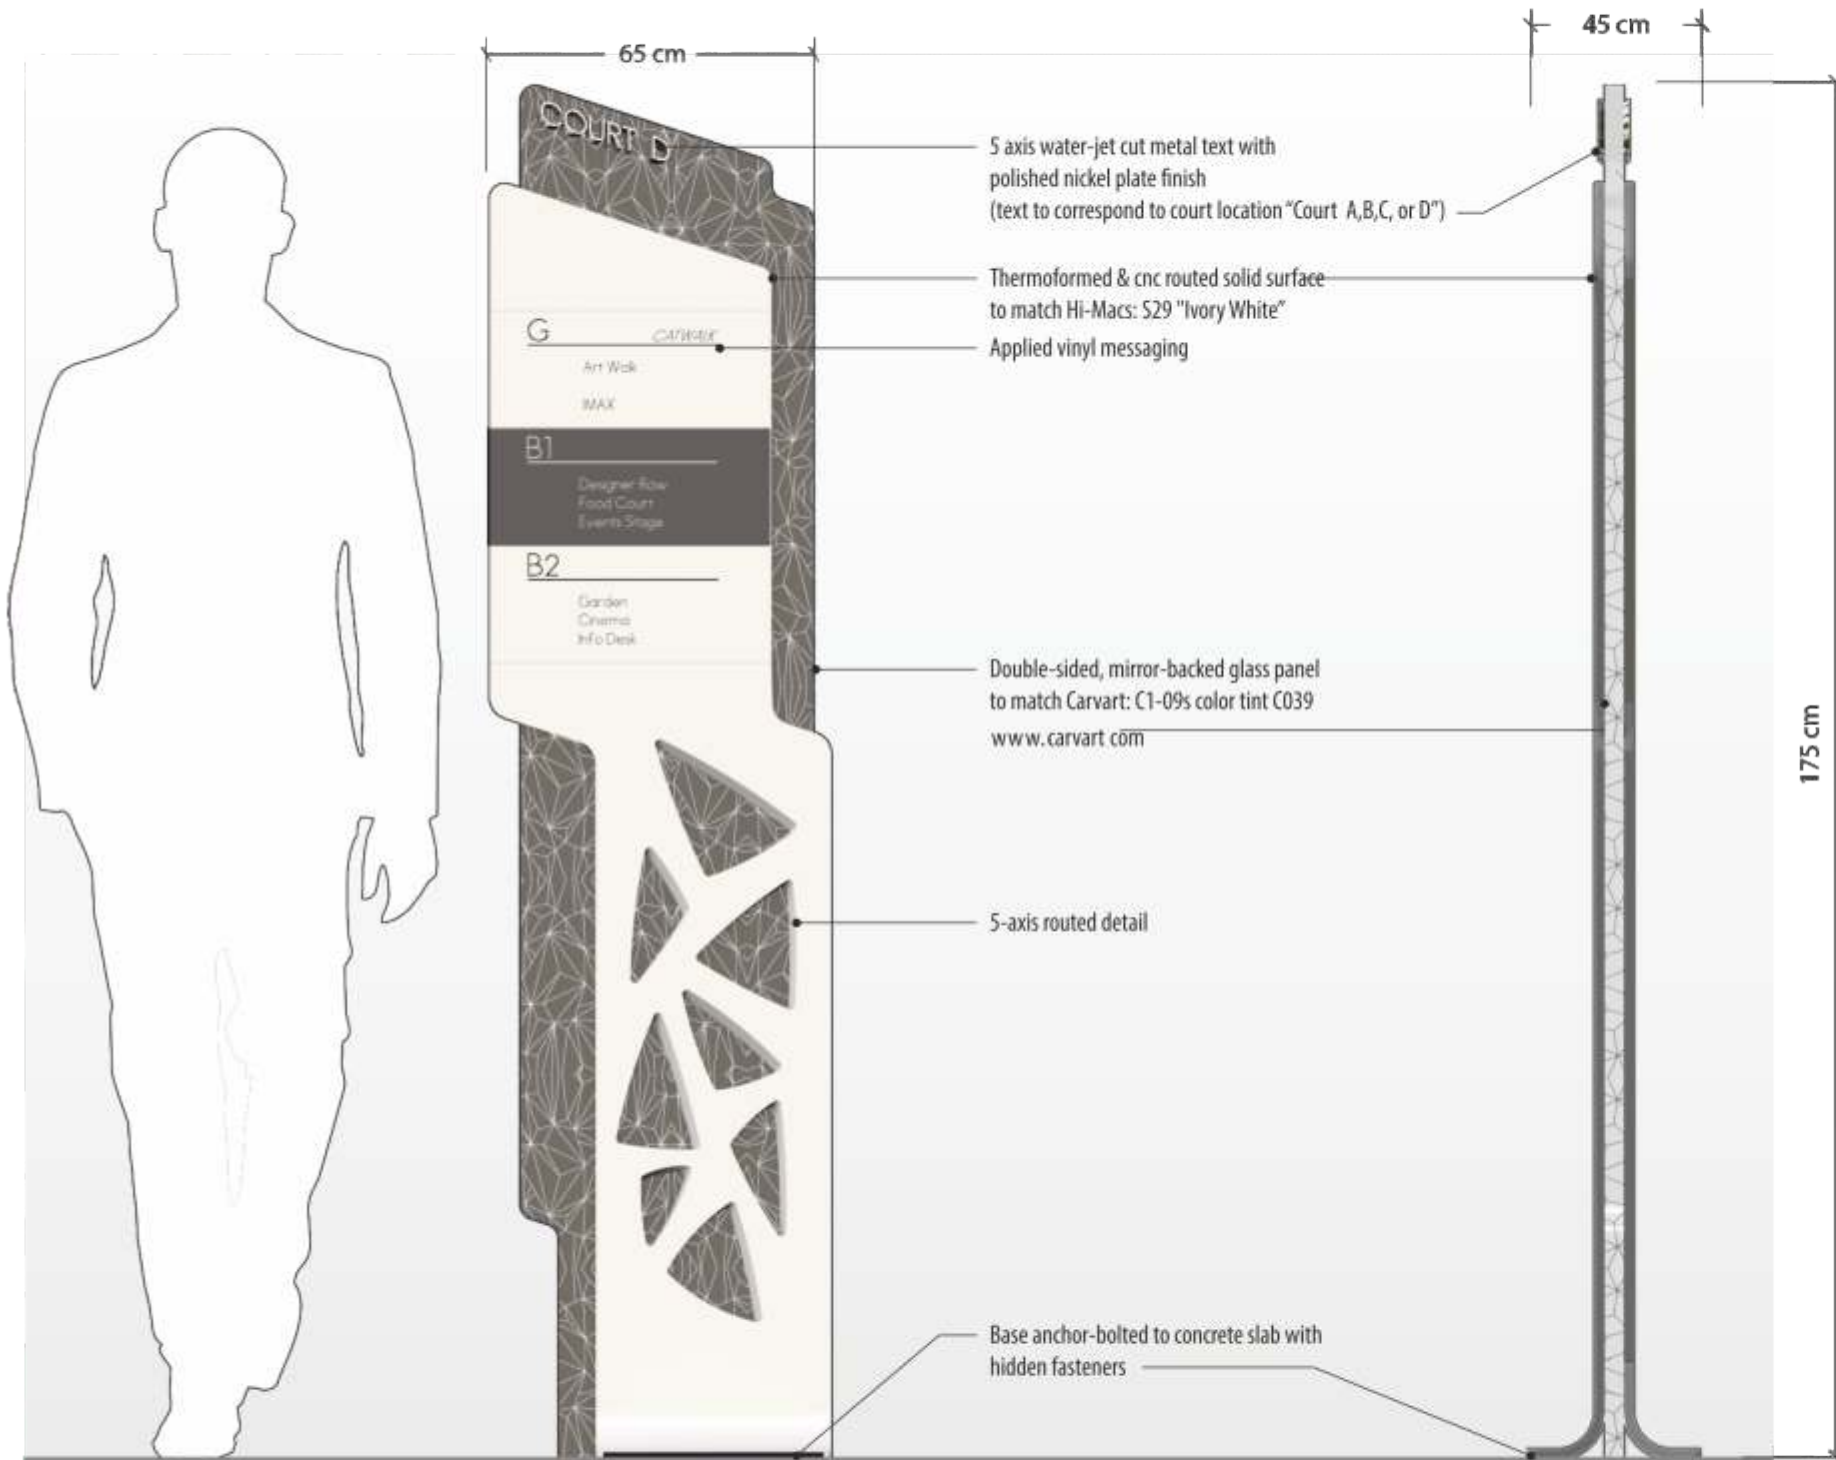 65 cm
45 cm
COURT D
5 axis water-jet cut metal text with
polished nickel plate finish
(text to correspond to court location "Court A,B,C, or D")
Thermoformed & cnc routed solid surface
to match Hi-Macs: S29 "Ivory White"
Applied vinyl messaging
G CATWALK
Art Walk
IMAX
B1
Designer Row
Food Court
Events Stage
B2
Garden
Cinema
Info Desk
Double-sided, mirror-backed glass panel
to match Carvart: C1-09s color tint C039
www.carvart com
175 cm
5-axis routed detail
Base anchor-bolted to concrete slab with
hidden fasteners